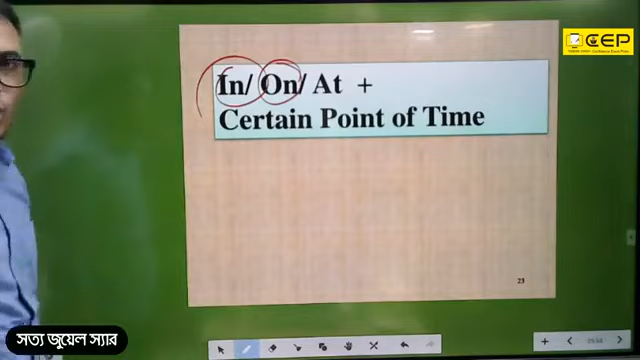 CEP
In/ On/ At +
Certain Point of Time
23
সত্য জুয়েল স্যার